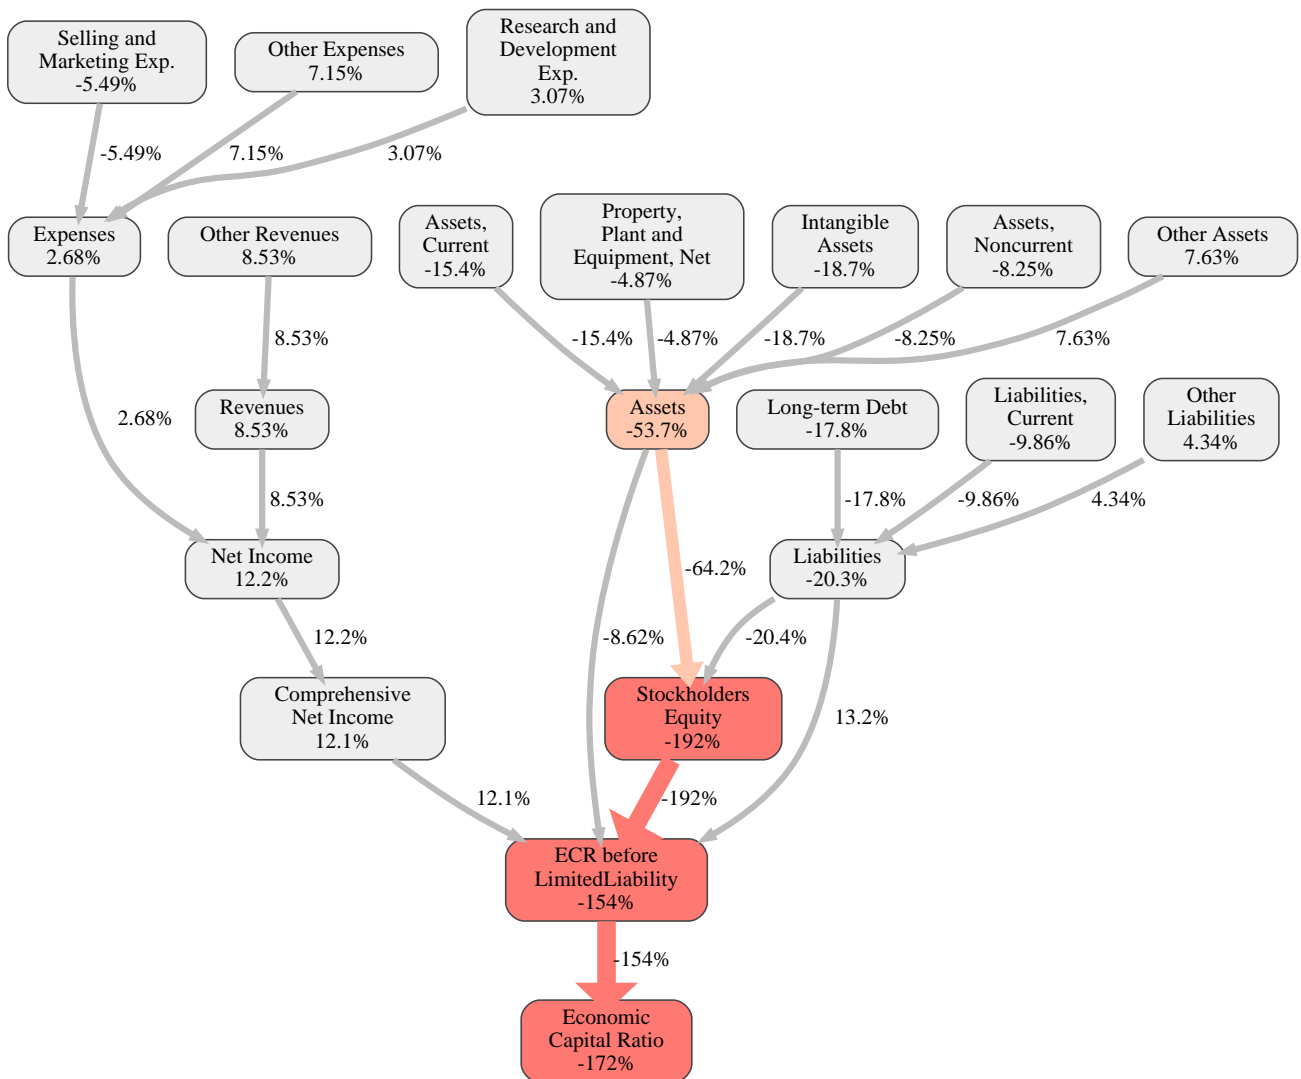 Selling and
Marketing Exp.
-5.49%
Other Expenses
7.15%
Research and
Development
Exp.
3.07%
-5.49%
7.15%
3.07%
Expenses
2.68%
Other Revenues
8.53%
Assets,
Current
-15.4%
Property,
Plant and
Equipment, Net
-4.87%
Intangible
Assets
-18.7%
Assets,
Noncurrent
-8.25%
Other Assets
7.63%
8.53%
-15.4%
-4.87%
-18.7%
-8.25%
7.63%
2.68%
Revenues
8.53%
Assets
-53.7%
Long-term Debt
-17.8%
Liabilities,
Current
-9.86%
Other
Liabilities
4.34%
8.53%
-17.8%
-9.86%
4.34%
Net Income
12.2%
-64.2%
Liabilities
-20.3%
12.2%
-8.62%
-20.4%
Comprehensive
Net Income
12.1%
Stockholders
Equity
-192%
13.2%
12.1%
-192%
ECR before
LimitedLiability
-154%
-154%
Economic
Capital Ratio
-172%